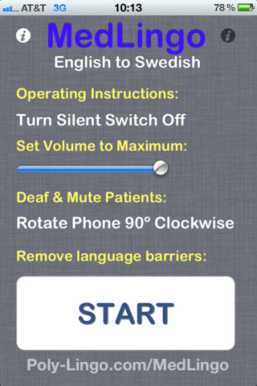 AT&T 3G 10:13 78%
MedLingo
English to Swedish
Operating Instructions:
Turn Silent Switch Off
Set Volume to Maximum:
Deaf & Mute Patients:
Rotate Phone 90° Clockwise
Remove language barriers:
START
Poly-Lingo.com/MedLingo